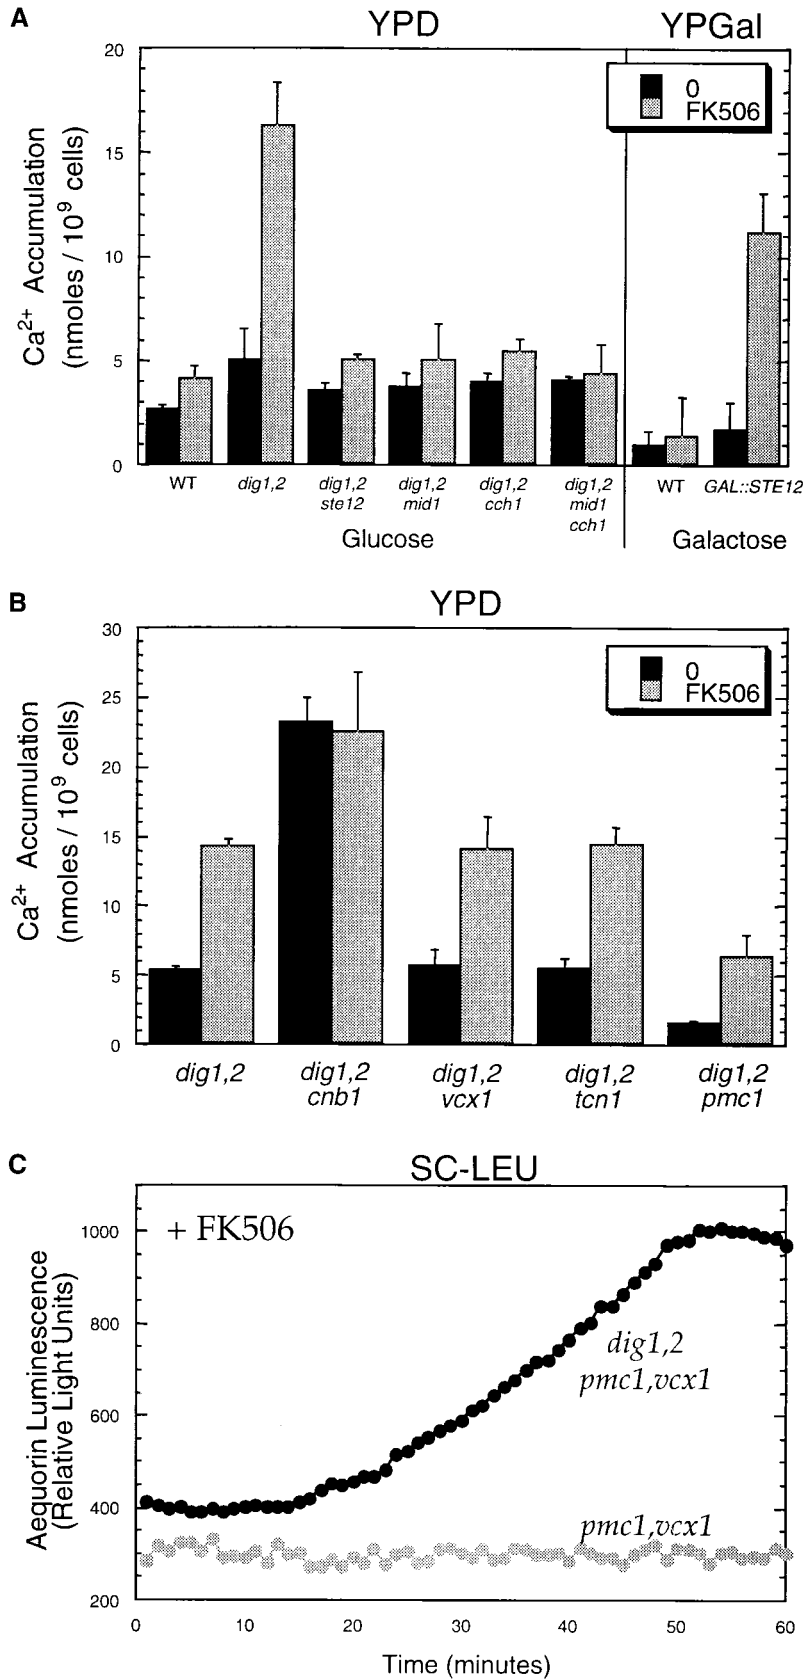 A
YPD
YPGal
Ca2+ Accumulation
(nmoles / 10^9 cells)
20
15
10
5
0
0
FK506
WT
dig1,2
dig1,2
ste12
dig1,2
mid1
dig1,2
cch1
dig1,2
mid1
cch1
WT
GAL::STE12
Glucose
Galactose
B
YPD
Ca2+ Accumulation
(nmoles / 10^9 cells)
30
25
20
15
10
5
0
0
FK506
dig1,2
dig1,2
cnb1
dig1,2
vcx1
dig1,2
tcn1
dig1,2
pmc1
C
SC-LEU
Aequorin Luminescence
(Relative Light Units)
1000
800
600
400
200
+ FK506
dig1,2
pmc1,vcx1
pmc1,vcx1
0
10
20
30
40
50
60
Time (minutes)